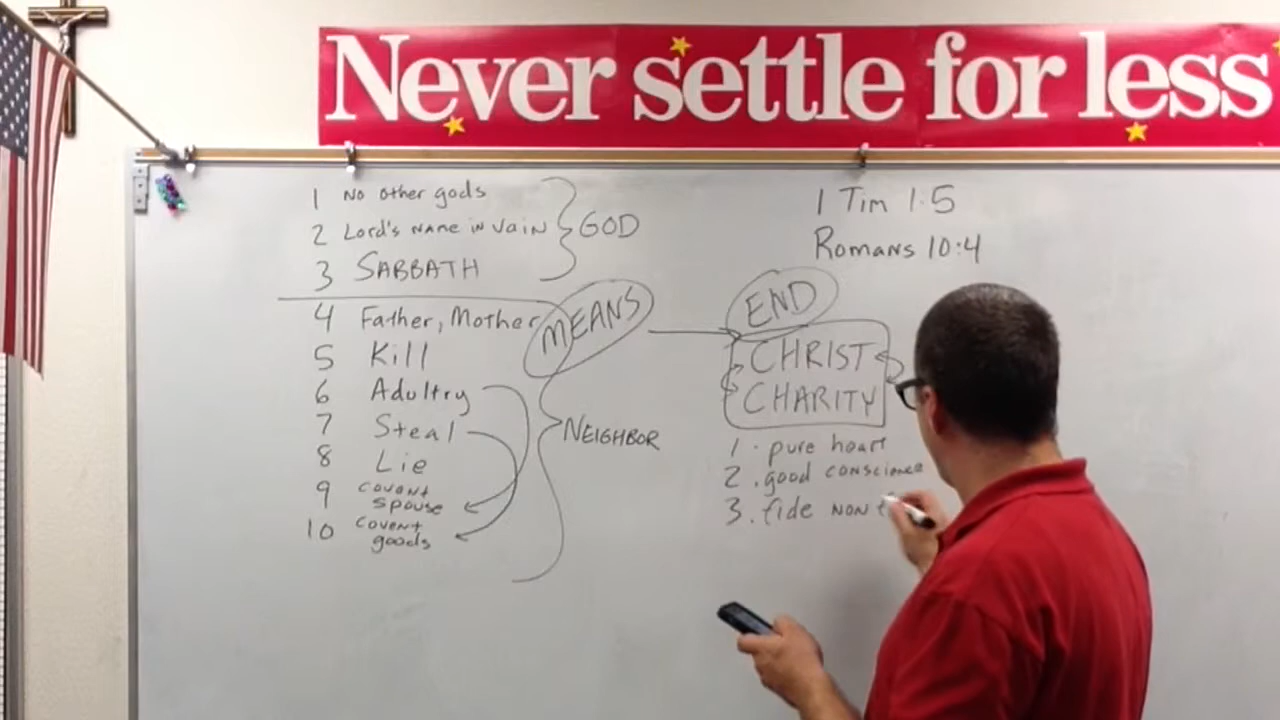 Never settle for less
1 No other gods
2 Lord's name in vain
3 SABBATH
GOD
4 Father, Mother
5 Kill
6 Adultry
7 Steal
8 Lie
9 covent
spouse
10 covent
goods
MEANS
NEIGHBOR
1 Tim 1:5
Romans 10:4
END
CHRIST
CHARITY
1. pure heart
2. good conscience
3. fide NON